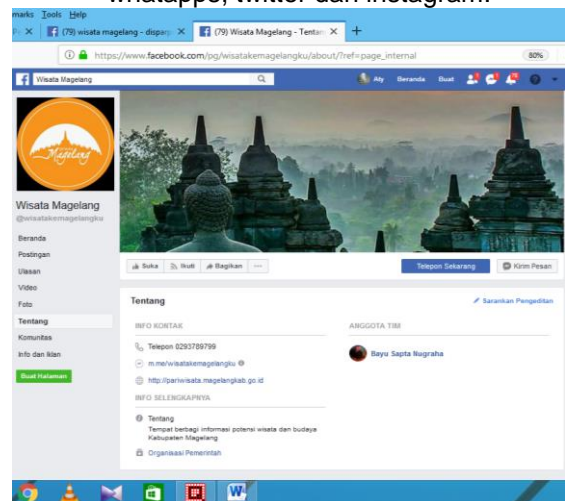 whatapps, twitter dan instagram.
marks Tools Help
(79) wisata magelang - dispar
(79) Wisata Magelang - Tentan
https://www.facebook.com/pg/wisatakemagelangku/about/?ref=page_internal
80%
Wisata Magelang
Aty Beranda Buat
Magelang
Wisata Magelang
@wisatakemagelangku
Beranda
Postingan
Ulasan
Video
Foto
Tentang
Komunitas
Info dan Iklan
Buat Halaman
Suka Ikuti Bagikan
Telepon Sekarang Kirim Pesan
Tentang
Sarankan Pengeditan
INFO KONTAK
Telepon 0293789799
m.me/wisatakemagelangku
http://pariwisata.magelangkab.go.id
INFO SELENGKAPNYA
Tentang
Tempat berbagi informasi potensi wisata dan budaya
Kabupaten Magelang
Organisasi Pemerintah
ANGGOTA TIM
Bayu Sapta Nugraha